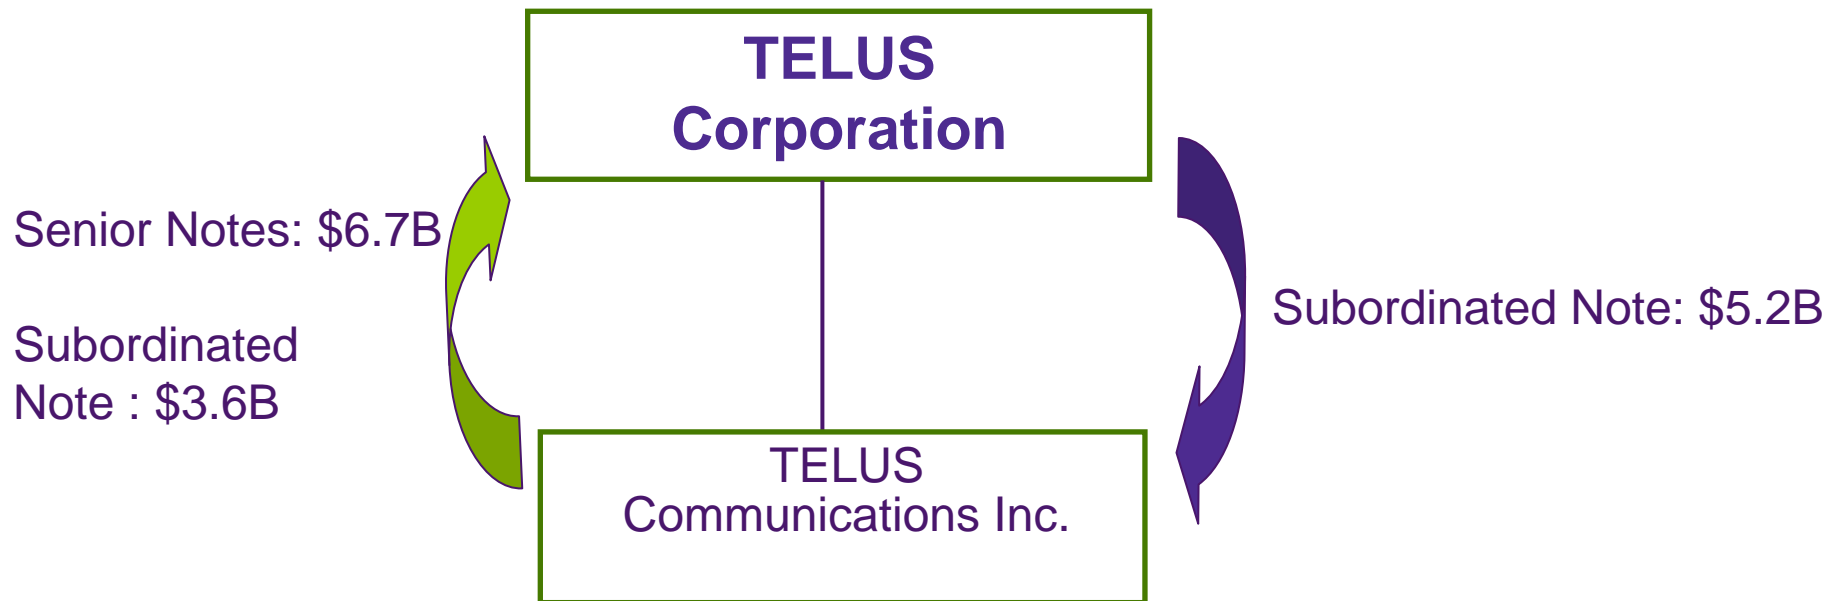 TELUS
Corporation
Senior Notes: $6.7B
Subordinated
Note : $3.6B
Subordinated Note: $5.2B
TELUS
Communications Inc.